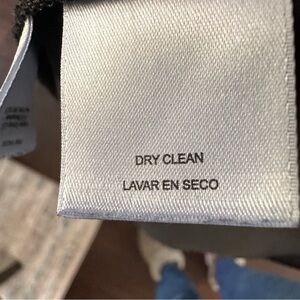 DRY CLEAN
LAVAR EN SECO